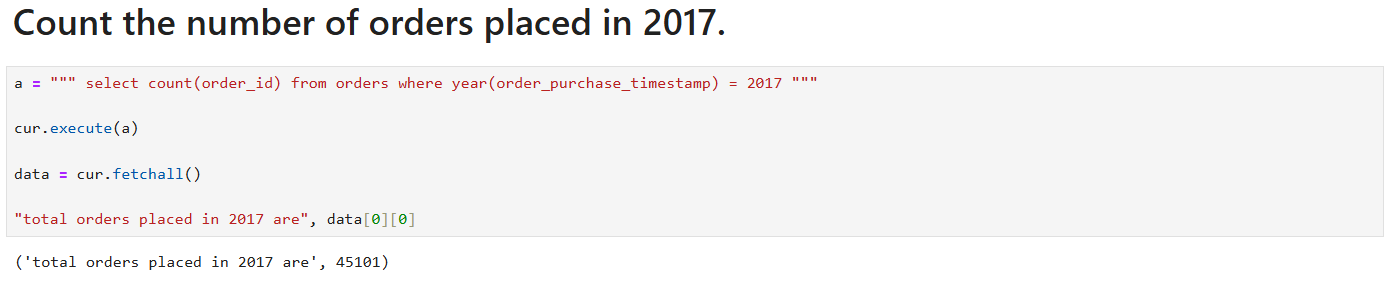 Count the number of orders placed in 2017.
a = """ select count(order_id) from orders where year(order_purchase_timestamp) = 2017 """
cur.execute(a)
data = cur.fetchall()
"total orders placed in 2017 are", data[0][0]
('total orders placed in 2017 are', 45101)